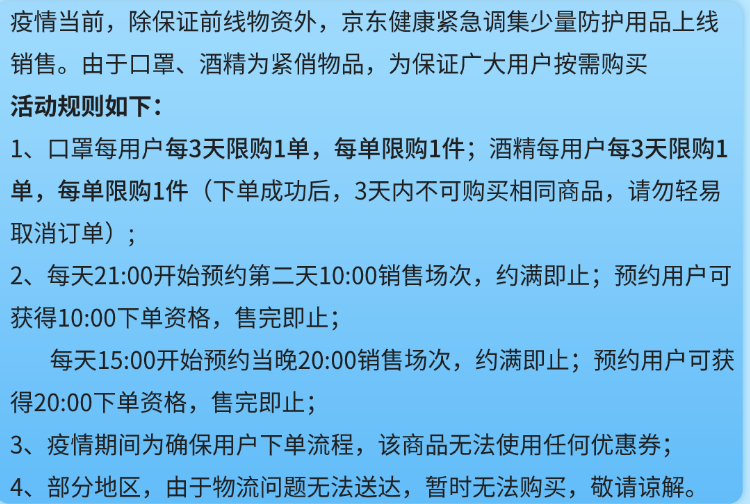 疫情当前，除保证前线物资外，京东健康紧急调集少量防护用品上线
销售。由于口罩、酒精为紧俏物品，为保证广大用户按需购买
活动规则如下：
1、口罩每用户每3天限购1单，每单限购1件；酒精每用户每3天限购1
单，每单限购1件（下单成功后，3天内不可购买相同商品，请勿轻易
取消订单）;
2、每天21:00开始预约第二天10:00销售场次，约满即止；预约用户可
获得10:00下单资格，售完即止；
每天15:00开始预约当晚20:00销售场次，约满即止；预约用户可获
得20:00下单资格，售完即止；
3、疫情期间为确保用户下单流程，该商品无法使用任何优惠券；
4、部分地区，由于物流问题无法送达，暂时无法购买，敬请谅解。